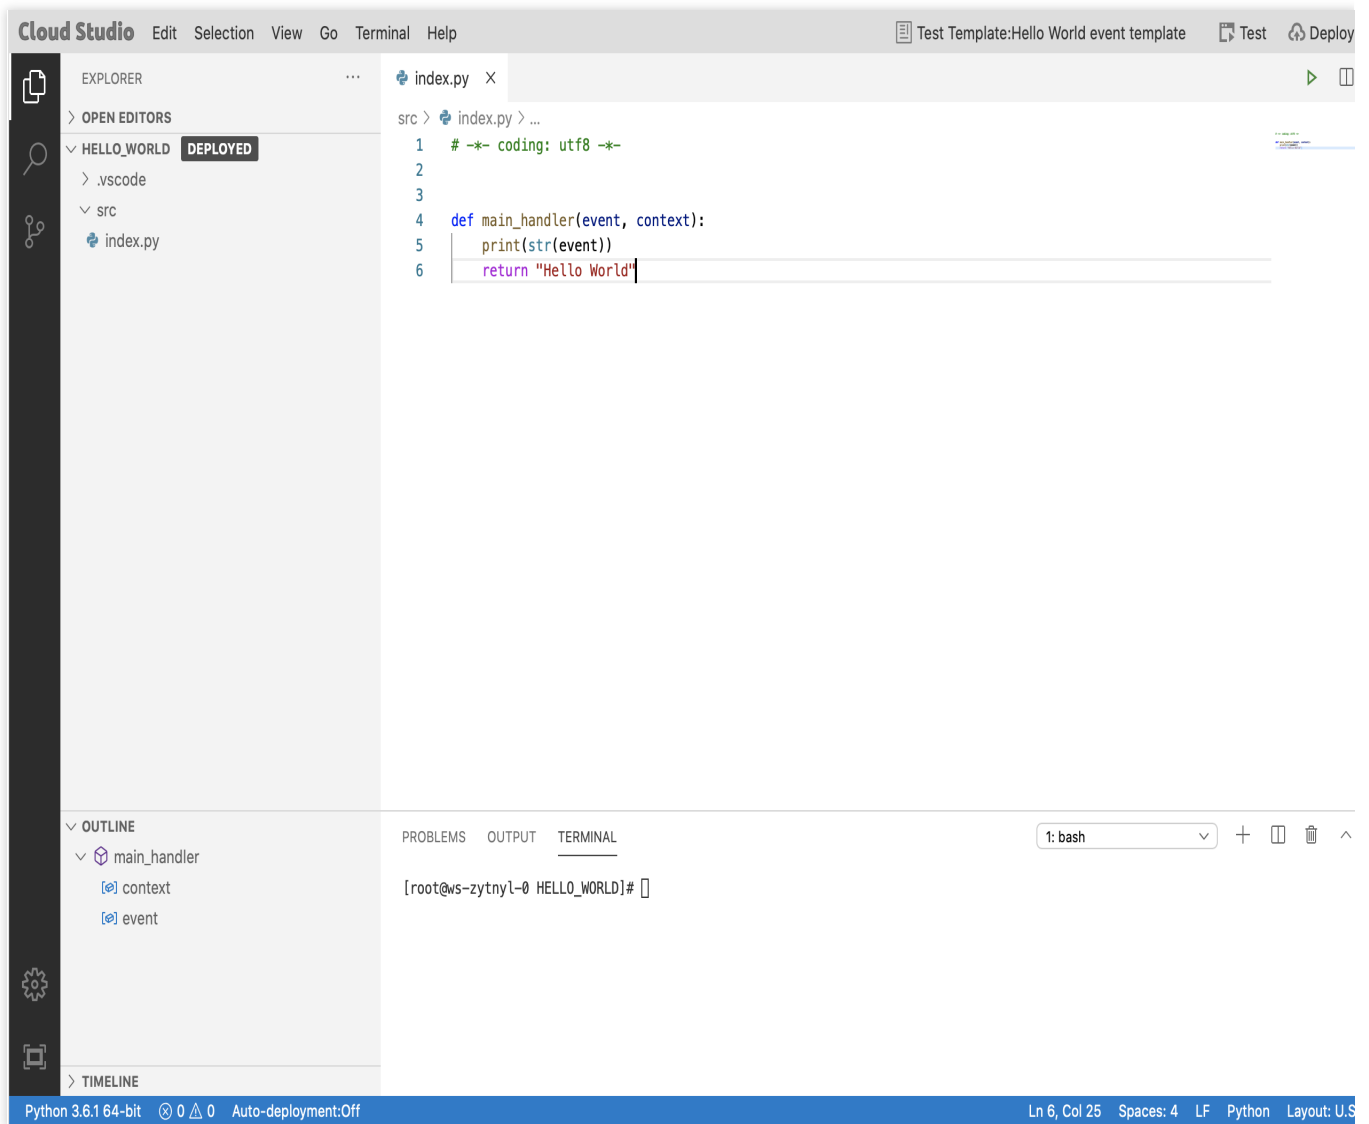 Cloud Studio Edit Selection View Go Terminal Help Test Template:Hello World event template Test Deploy
EXPLORER ···
OPEN EDITORS
HELLO_WORLD DEPLOYED
.vscode
src
index.py
index.py X
src > index.py > ...
1 # -*- coding: utf8 -*-
2
3
4 def main_handler(event, context):
5 print(str(event))
6 return "Hello World"
OUTLINE
main_handler
context
event
TIMELINE
PROBLEMS OUTPUT TERMINAL 1: bash
[root@ws-zytnyl-0 HELLO_WORLD]#
Python 3.6.1 64-bit 0 0 Auto-deployment:Off Ln 6, Col 25 Spaces: 4 LF Python Layout: U.S